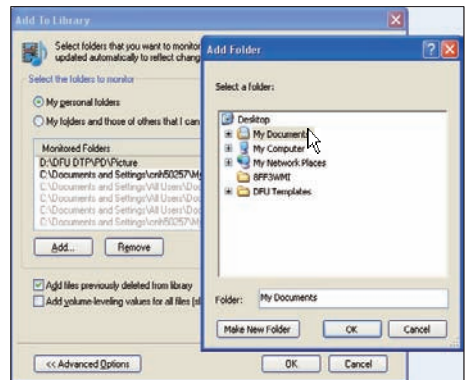 Add To Library
Select folders that you want to monitor
updated automatically to reflect chang
Select the folders to monitor
My personal folders
My folders and those of others that I can
Monitored Folders
D:\DFU DTP\PD\Picture
C:\Documents and Settings\cnh50257\My
C:\Documents and Settings\All Users\Doc
C:\Documents and Settings\All Users\Doc
C:\Documents and Settings\All Users\Doc
C:\Documents and Settings\cnh50257\My
Add...
Remove
Add files previously deleted from library
Add volume-leveling values for all files
<< Advanced Options
OK
Cancel
Add Folder
Select a folder:
Desktop
My Documents
My Computer
My Network Places
8FF3WMI
DFU Templates
Folder:
My Documents
Make New Folder
OK
Cancel